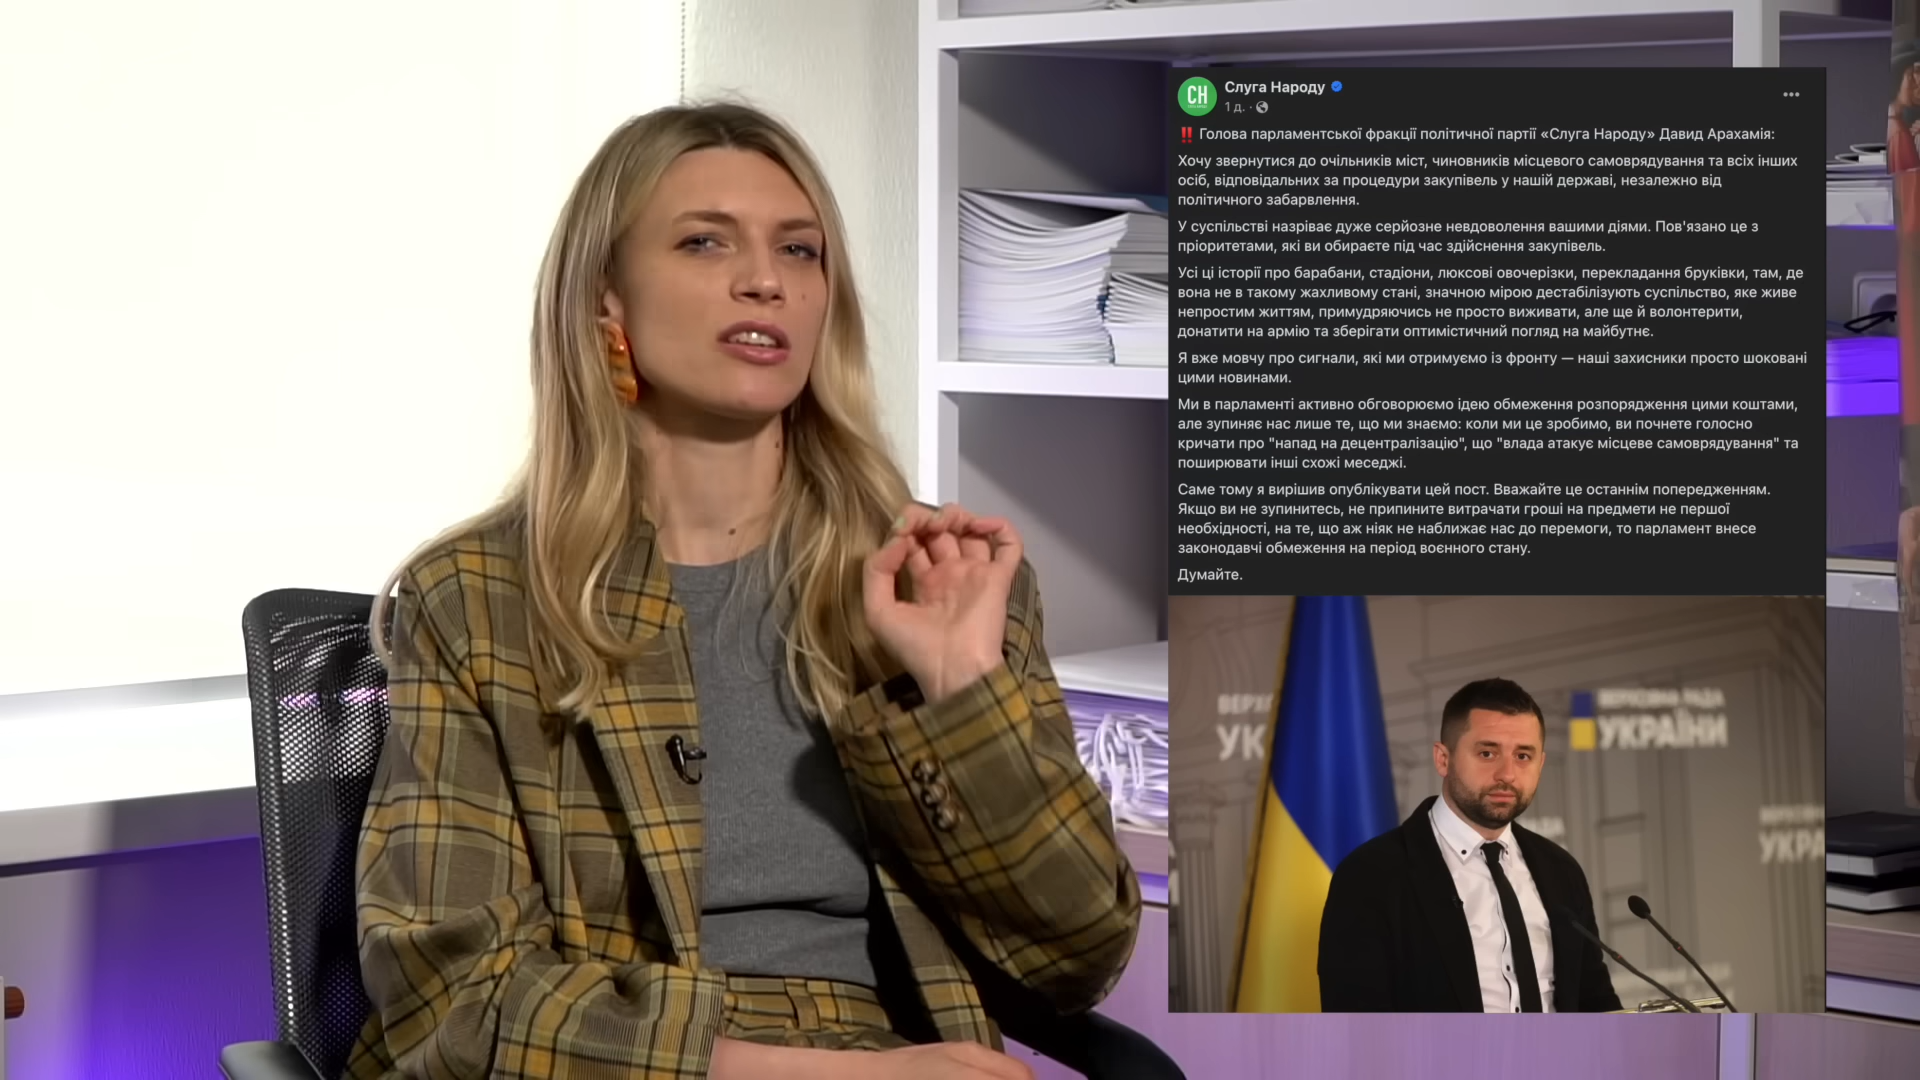 СН
Слуга Народу
1 д. ·
‼ Голова парламентської фракції політичної партії «Слуга Народу» Давид Арахамія:
Хочу звернутися до очільників міст, чиновників місцевого самоврядування та всіх інших
осіб, відповідальних за процедури закупівель у нашій державі, незалежно від
політичного забарвлення.
У суспільстві назріває дуже серйозне невдоволення вашими діями. Пов'язано це з
пріоритетами, які ви обираєте під час здійснення закупівель.
Усі ці історії про барабани, стадіони, люксові овочерізки, перекладання бруківки, там, де
вона не в такому жахливому стані, значною мірою дестабілізують суспільство, яке живе
непростим життям, примудряючись не просто виживати, але ще й волонтерити,
донатити на армію та зберігати оптимістичний погляд на майбутнє.
Я вже мовчу про сигнали, які ми отримуємо із фронту — наші захисники просто шоковані
цими новинами.
Ми в парламенті активно обговорюємо ідею обмеження розпорядження цими коштами,
але зупиняє нас лише те, що ми знаємо: коли ми це зробимо, ви почнете голосно
кричати про "напад на децентралізацію", що "влада атакує місцеве самоврядування" та
поширювати інші схожі меседжі.
Саме тому я вирішив опублікувати цей пост. Вважайте це останнім попередженням.
Якщо ви не зупинитесь, не припините витрачати гроші на предмети не першої
необхідності, на те, що аж ніяк не наближає нас до перемоги, то парламент внесе
законодавчі обмеження на період воєнного стану.
Думайте.
ВЕРХОВНА РАДА
УКРАЇНИ